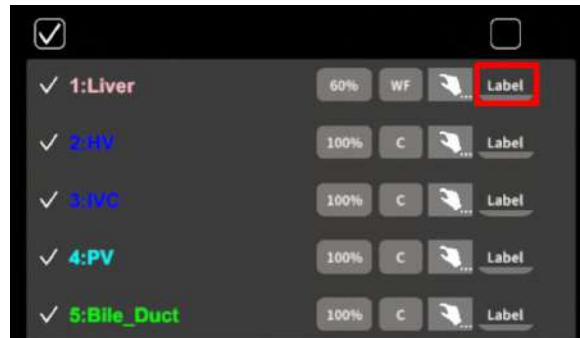 1:Liver 60% WF Label
2:HV 100% C Label
3:IVC 100% C Label
4:PV 100% C Label
5:Bile_Duct 100% C Label